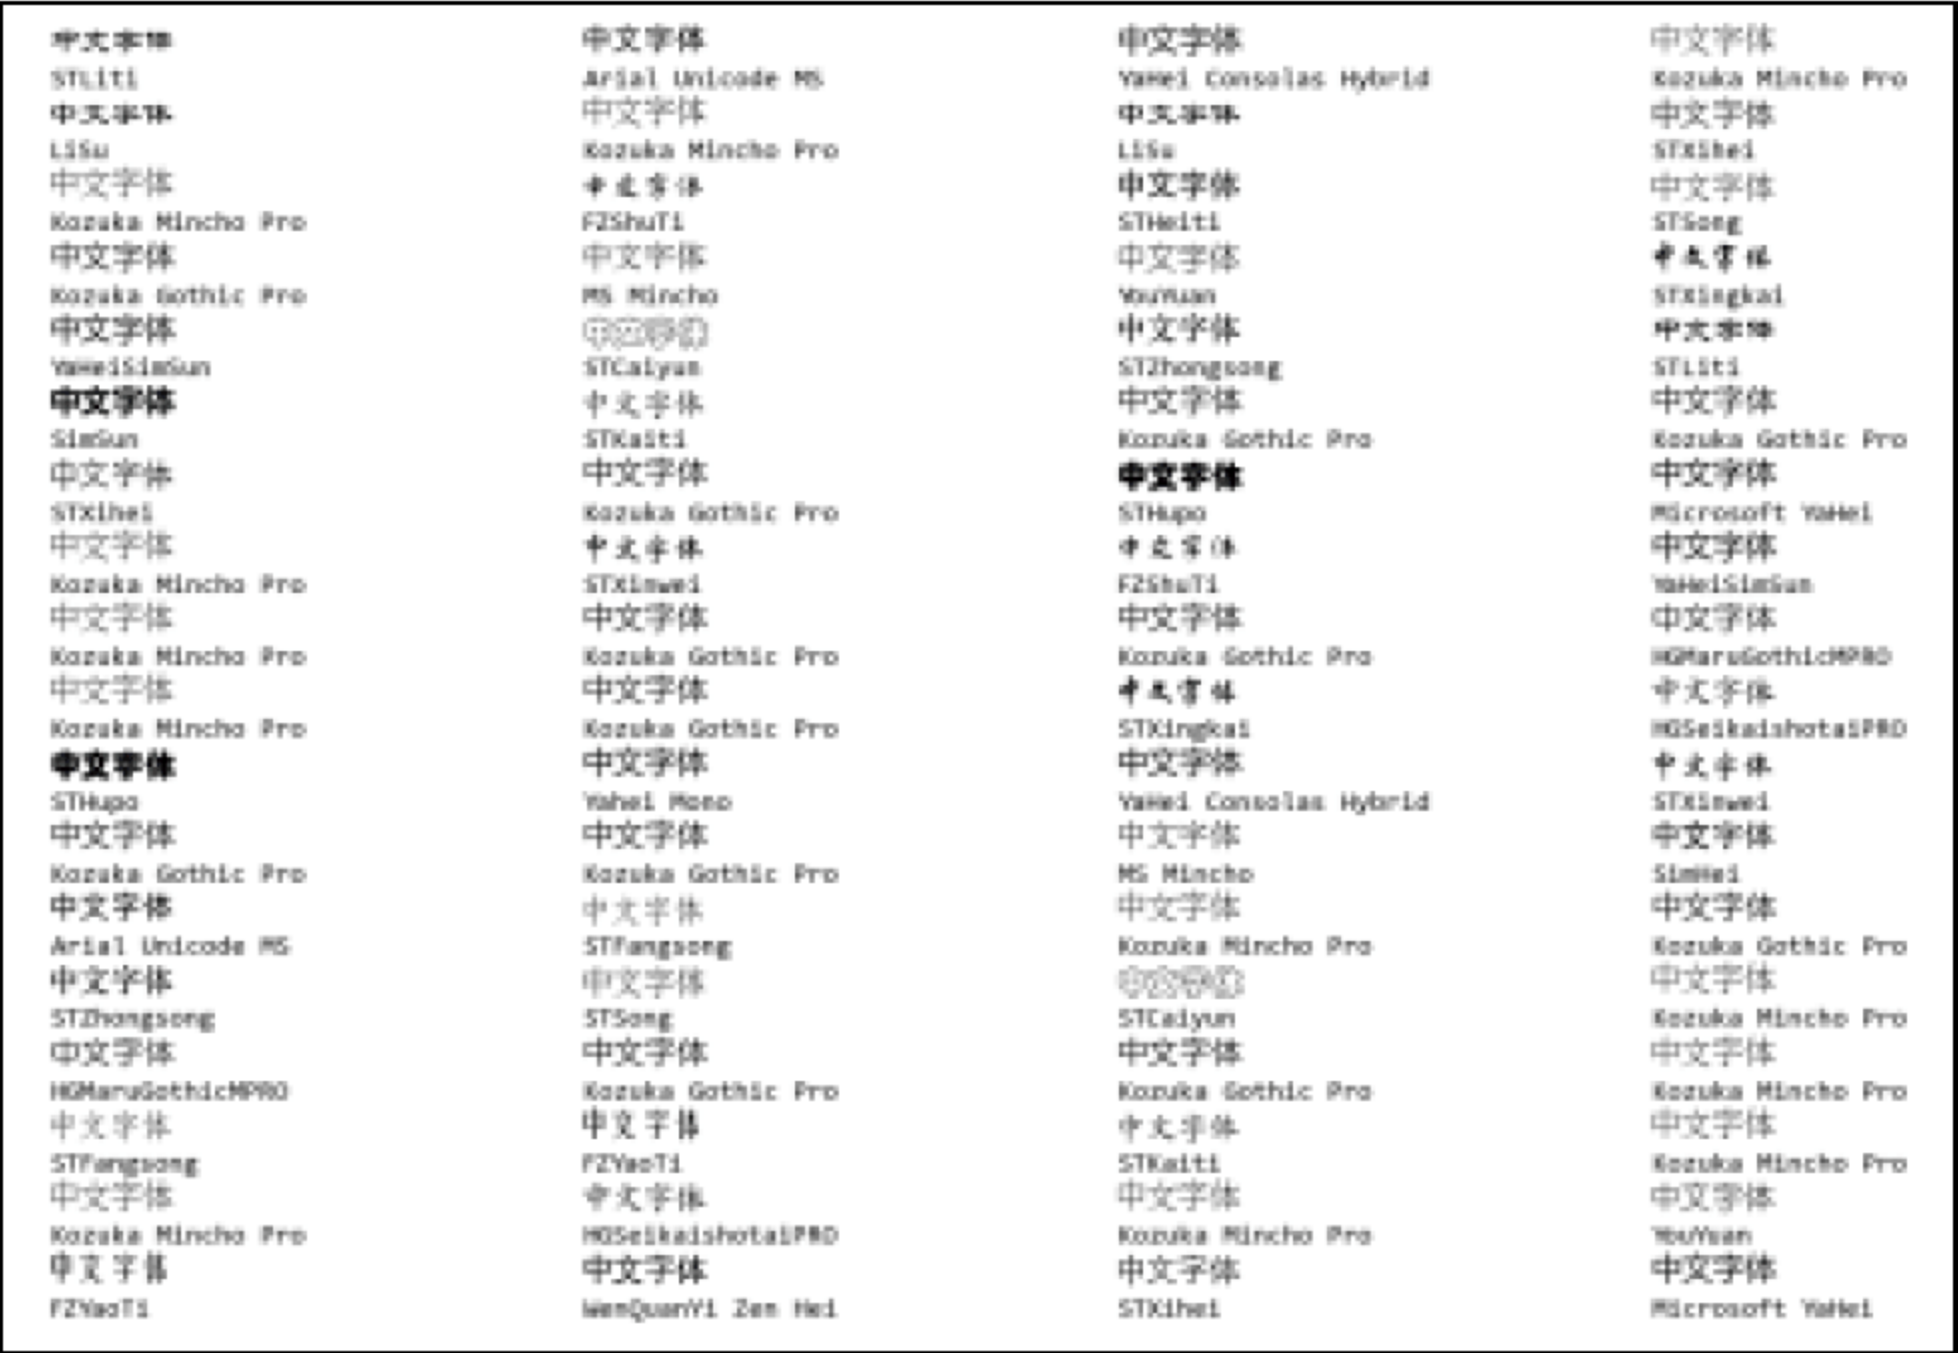 中文字体 中文字体 中文字体 中文字体
STLiti Arial Unicode MS YaHei Consolas Hybrid Kozuka Mincho Pro
中文字体 中文字体 中文字体 中文字体
LiSu Kozuka Mincho Pro LiSu STXihei
中文字体 中文字体 中文字体 中文字体
Kozuka Mincho Pro FZShuTi STHeiti STSong
中文字体 中文字体 中文字体 中文字体
Kozuka Gothic Pro MS Mincho YouYuan STXingkai
中文字体 中文字体 中文字体 中文字体
YaHeiSimSun STCaiyun STZhongsong STLiti
中文字体 中文字体 中文字体 中文字体
SimSun STKaiti Kozuka Gothic Pro Kozuka Gothic Pro
中文字体 中文字体 中文字体 中文字体
STXihei Kozuka Gothic Pro STHupo Microsoft YaHei
中文字体 中文字体 中文字体 中文字体
Kozuka Mincho Pro STXinwei FZShuTi YaHeiSimSun
中文字体 中文字体 中文字体 中文字体
Kozuka Mincho Pro Kozuka Gothic Pro Kozuka Gothic Pro HGMaruGothicMPRO
中文字体 中文字体 中文字体 中文字体
Kozuka Mincho Pro Kozuka Gothic Pro STXingkai HGSeikaishotaiPRO
中文字体 中文字体 中文字体 中文字体
STHupo Yahei Mono YaHei Consolas Hybrid STXinwei
中文字体 中文字体 中文字体 中文字体
Kozuka Gothic Pro Kozuka Gothic Pro MS Mincho SimHei
中文字体 中文字体 中文字体 中文字体
Arial Unicode MS STFangsong Kozuka Mincho Pro Kozuka Gothic Pro
中文字体 中文字体 中文字体 中文字体
STZhongsong STSong STCaiyun Kozuka Mincho Pro
中文字体 中文字体 中文字体 中文字体
HGMaruGothicMPRO Kozuka Gothic Pro Kozuka Gothic Pro Kozuka Mincho Pro
中文字体 中文字体 中文字体 中文字体
STFangsong FZYaoTi STKaiti Kozuka Mincho Pro
中文字体 中文字体 中文字体 中文字体
Kozuka Mincho Pro HGSeikaishotaiPRO Kozuka Mincho Pro YouYuan
中文字体 中文字体 中文字体 中文字体
FZYaoTi WenQuanYi Zen Hei STXihei Microsoft YaHei